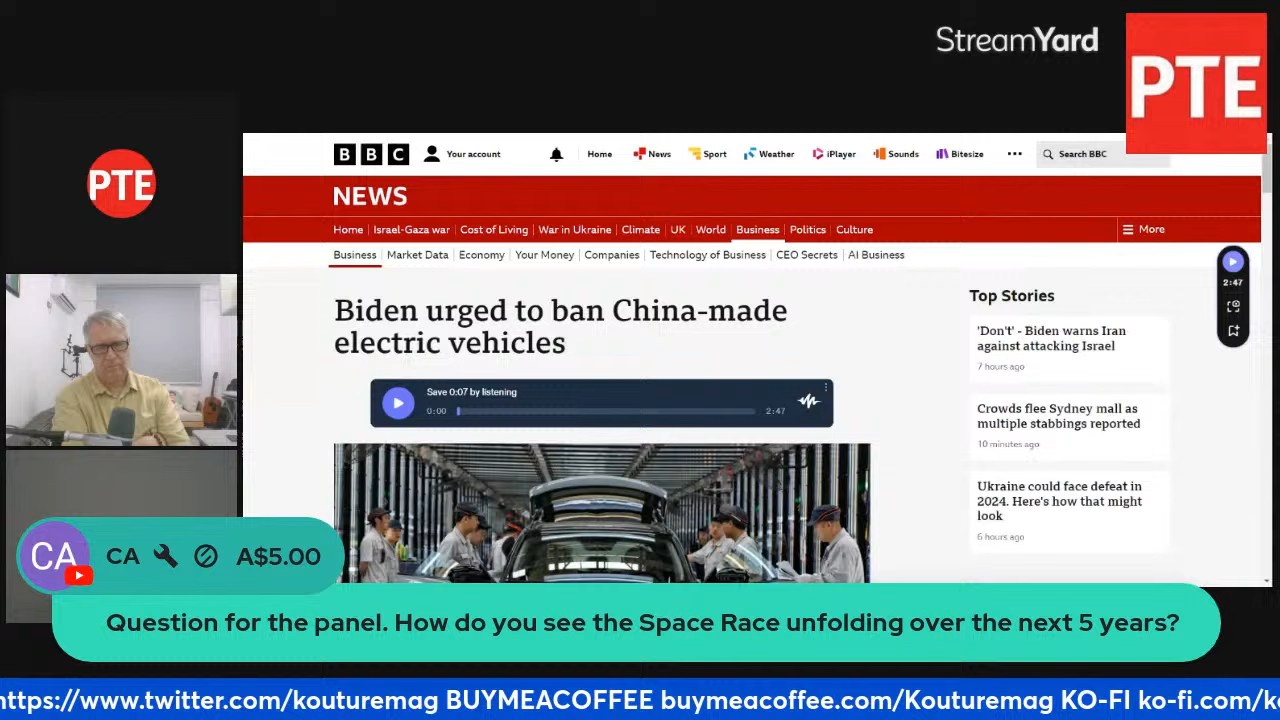 StreamYard
PTE
PTE
BBC
Your account
Home
News
Sport
Weather
iPlayer
Sounds
Bitesize
Search BBC
NEWS
Home
Israel-Gaza war
Cost of Living
War in Ukraine
Climate
UK
World
Business
Politics
Culture
More
Business
Market Data
Economy
Your Money
Companies
Technology of Business
CEO Secrets
AI Business
Biden urged to ban China-made
electric vehicles
Save 0:07 by listening
0:00
2:47
2:47
Top Stories
'Don't' - Biden warns Iran
against attacking Israel
7 hours ago
Crowds flee Sydney mall as
multiple stabbings reported
10 minutes ago
Ukraine could face defeat in
2024. Here's how that might
look
6 hours ago
CA
CA
A$5.00
Question for the panel. How do you see the Space Race unfolding over the next 5 years?
https://www.twitter.com/kouturemag BUYMEACOFFEE buymeacoffee.com/Kouturemag KO-FI ko-fi.com/k